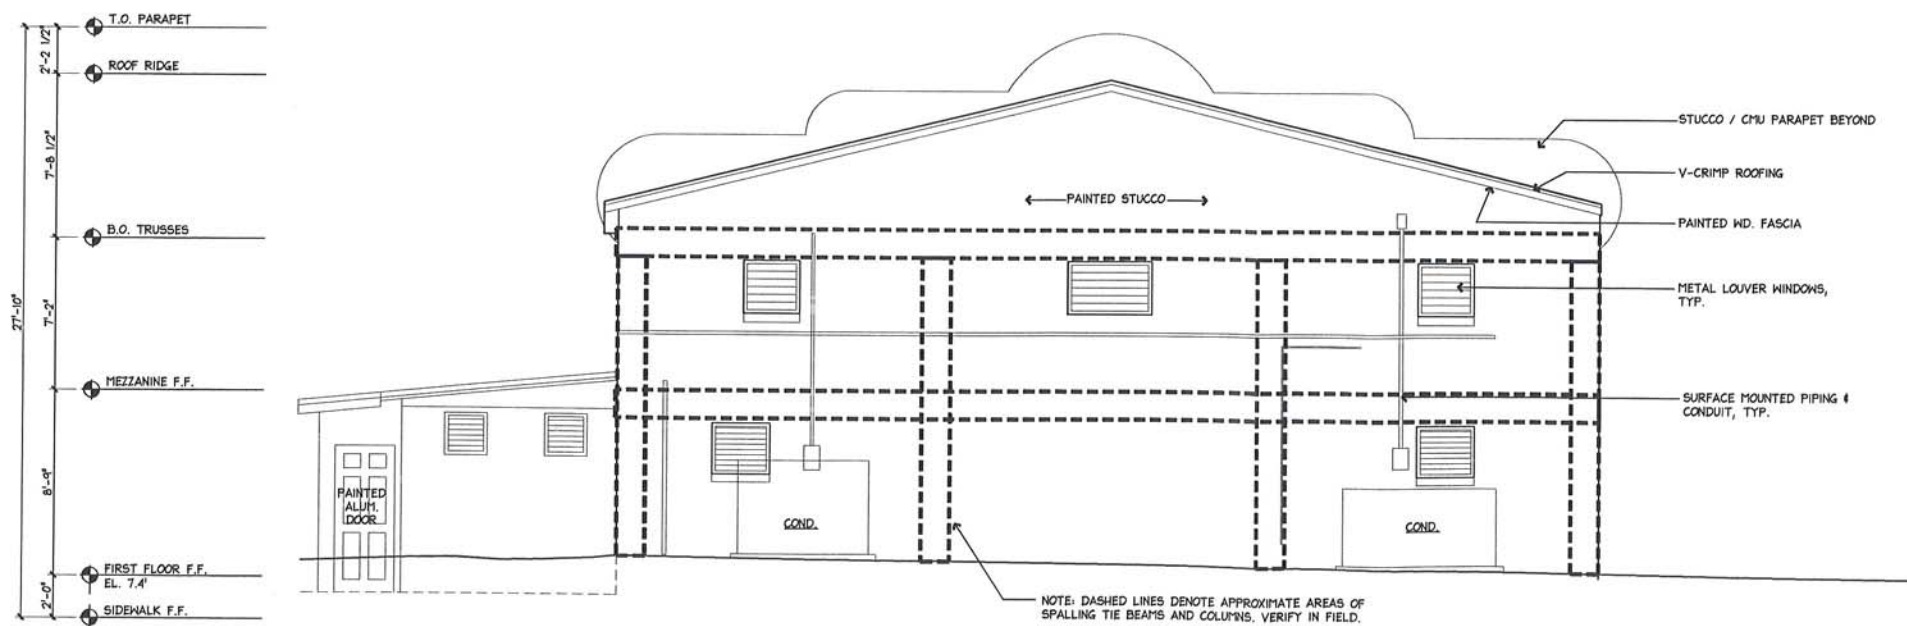 T.O. PARAPET
2'-2 1/2"
ROOF RIDGE
7'-8 1/2"
B.O. TRUSSES
7'-2"
27'-10"
MEZZANINE F.F.
8'-9"
FIRST FLOOR F.F.
EL. 7.4'
2'-0"
SIDEWALK F.F.
PAINTED
ALUM.
DOOR
PAINTED STUCCO
COND.
COND.
STUCCO / CMU PARAPET BEYOND
V-CRIMP ROOFING
PAINTED WD. FASCIA
METAL LOUVER WINDOWS,
TYP.
SURFACE MOUNTED PIPING &
CONDUIT, TYP.
NOTE: DASHED LINES DENOTE APPROXIMATE AREAS OF
SPALLING TIE BEAMS AND COLUMNS. VERIFY IN FIELD.